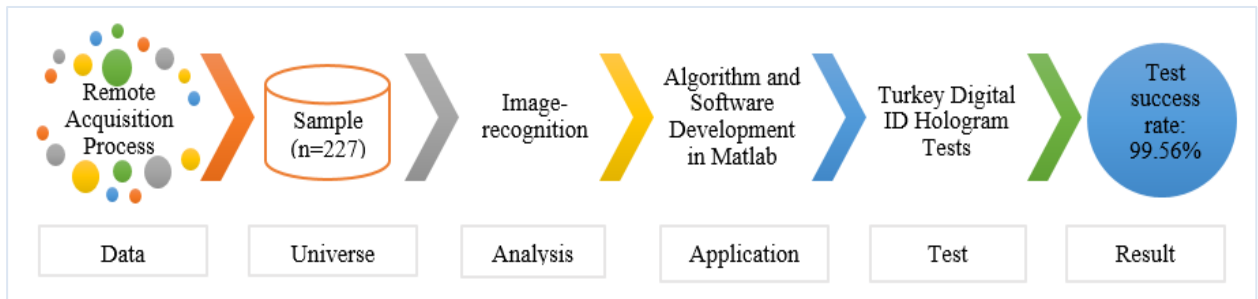 Remote
Acquisition
Process
Sample
(n=227)
Image-
recognition
Algorithm and
Software
Development
in Matlab
Turkey Digital
ID Hologram
Tests
Test
success
rate:
99.56%
Data
Universe
Analysis
Application
Test
Result